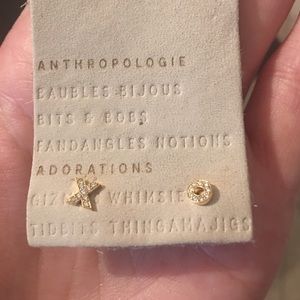 ANTHROPOLOGIE
BAUBLES BIJOUS
BITS & BOBS
FANDANGLES NOTIONS
ADORATIONS
WHIMSIE
TIDBITS THINGAMAJIGS